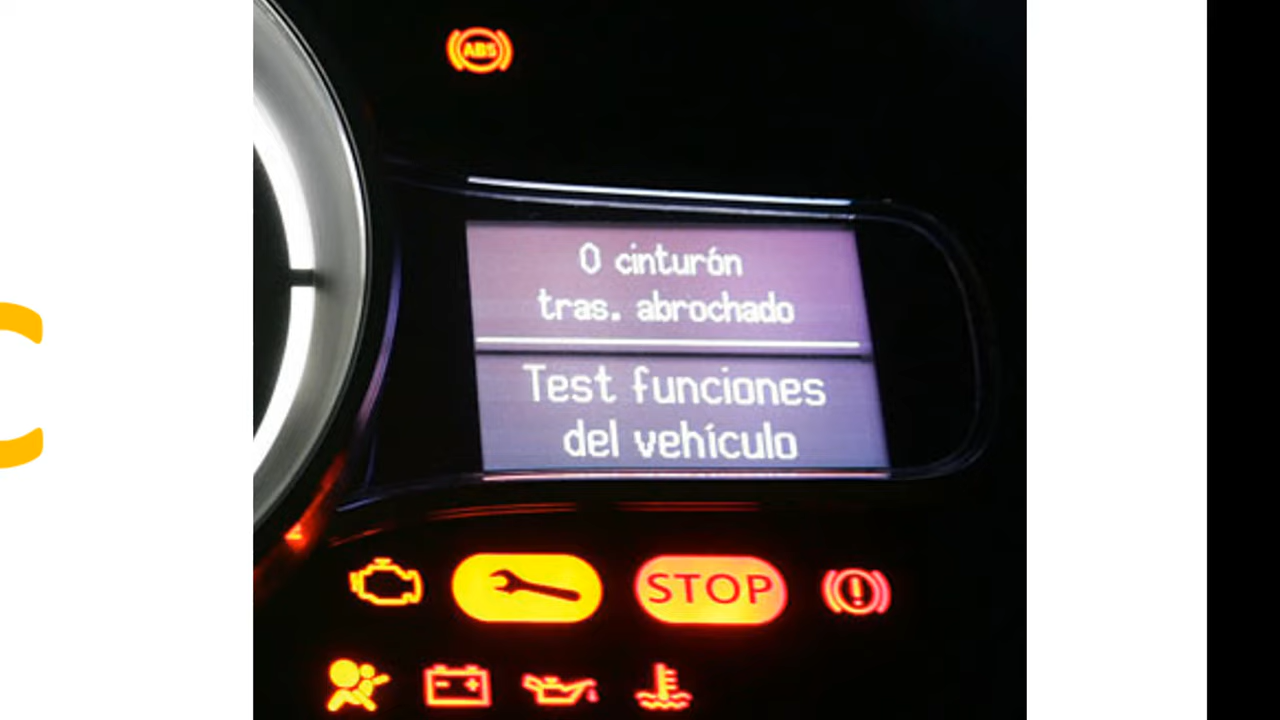 ABS
0 cinturón
tras. abrochado
Test funciones
del vehículo
STOP
C